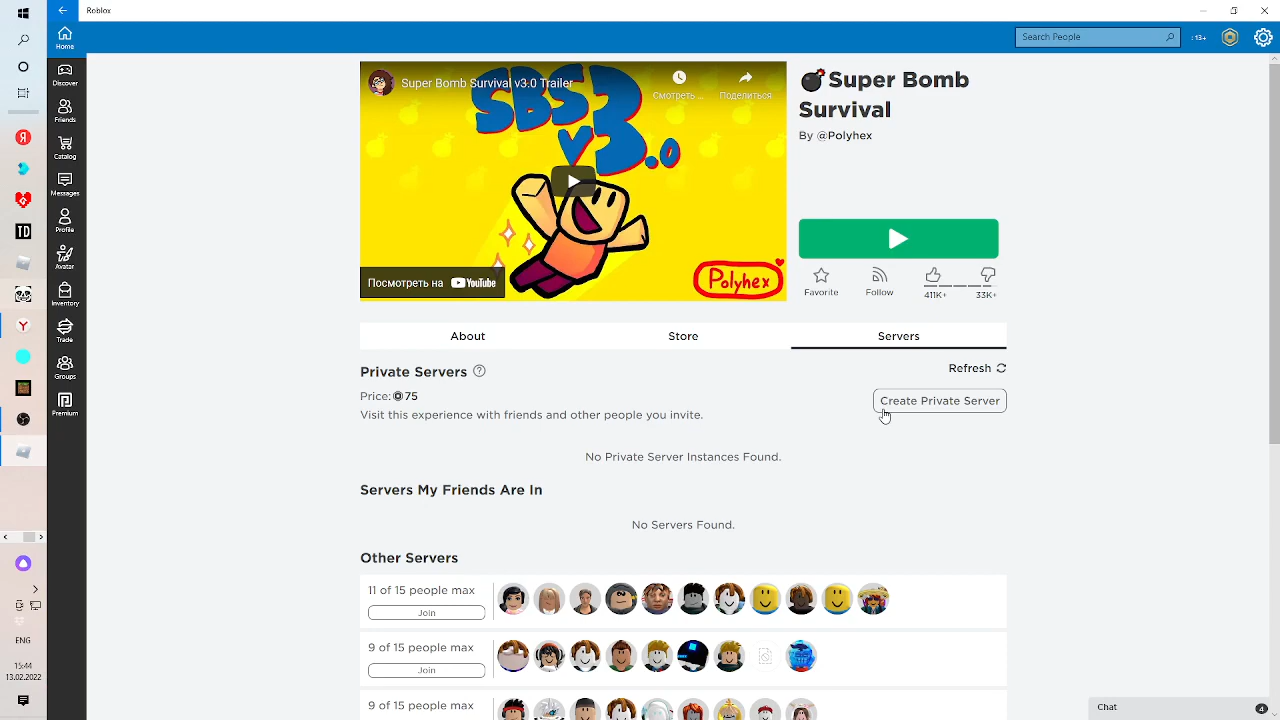 Roblox
Home
Search People
: 13+
Discover
Friends
Catalog
Messages
Profile
Avatar
Inventory
Trade
Groups
Premium
Super Bomb Survival v3.0 Trailer
Смотреть ...
Поделиться
SBS
v3.0
Посмотреть на YouTube
Polyhex
Super Bomb
Survival
By @Polyhex
Favorite
Follow
411K+
33K+
About
Store
Servers
Private Servers
Refresh
Price: 75
Create Private Server
Visit this experience with friends and other people you invite.
No Private Server Instances Found.
Servers My Friends Are In
No Servers Found.
Other Servers
11 of 15 people max
Join
9 of 15 people max
Join
9 of 15 people max
Chat
4
Я
TD
Y
ENG
15:44